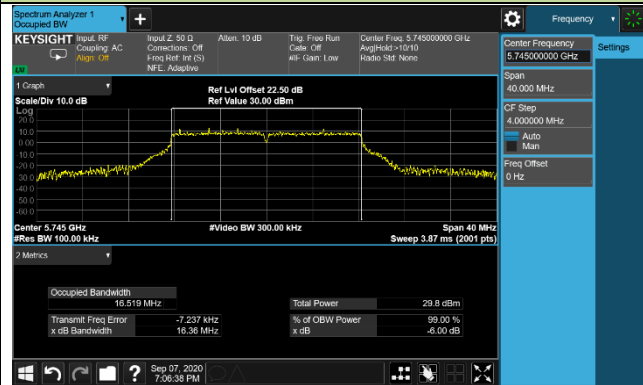 Spectrum Analyzer 1
Occupied BW
+
Frequency
KEYSIGHT
Input: RF
Coupling: AC
Align: Off
Input Z: 50 Ω
Corrections: Off
Freq Ref: Int (S)
NFE: Adaptive
Atten: 10 dB
Trig: Free Run
Gate: Off
#IF Gain: Low
Center Freq: 5.745000000 GHz
Avg|Hold:>10/10
Radio Std: None
Center Frequency
5.745000000 GHz
Settings
Span
40.000 MHz
CF Step
4.000000 MHz
Auto
Man
Freq Offset
0 Hz
1 Graph
Scale/Div 10.0 dB
Ref Lvl Offset 22.50 dB
Ref Value 30.00 dBm
Log
20.0
10.0
0.00
-10.0
-20.0
-30.0
-40.0
-50.0
-60.0
Center 5.745 GHz
#Res BW 100.00 kHz
#Video BW 300.00 kHz
Span 40 MHz
Sweep 3.87 ms (2001 pts)
2 Metrics
Occupied Bandwidth
16.519 MHz
Total Power 29.8 dBm
Transmit Freq Error -7.237 kHz
% of OBW Power 99.00 %
x dB Bandwidth 16.36 MHz
x dB -6.00 dB
?
Sep 07, 2020
7:06:38 PM